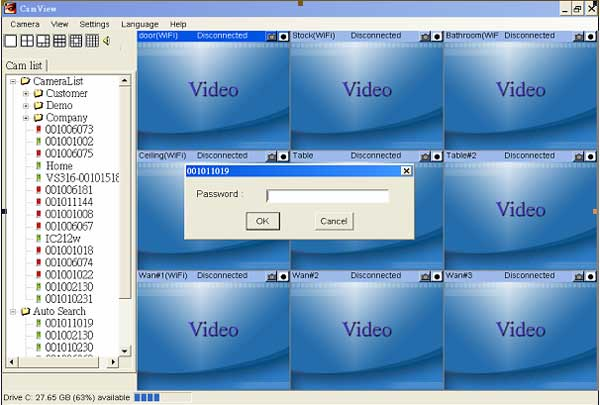 CamView
Camera View Settings Language Help
door(WiFi) Disconnected
Stock(WiFi) Disconnected
Bathroom(WiF Disconnected
Cam list
CameraList
Customer
Demo
Company
001006073
001001002
001006075
Home
VS316-00101518
001006181
001011144
001001008
001006067
IC212w
001001018
001006074
001001022
001002130
001010231
Auto Search
001011019
001002130
001010230
Video
Video
Video
Ceiling(WiFi) Disconnected
Table Disconnected
Table#2 Disconnected
001011019
Password :
OK
Cancel
Video
Wan#1(WiFi) Disconnected
Wan#2 Disconnected
Wan#3 Disconnected
Video
Video
Video
Drive C: 27.65 GB (63%) available